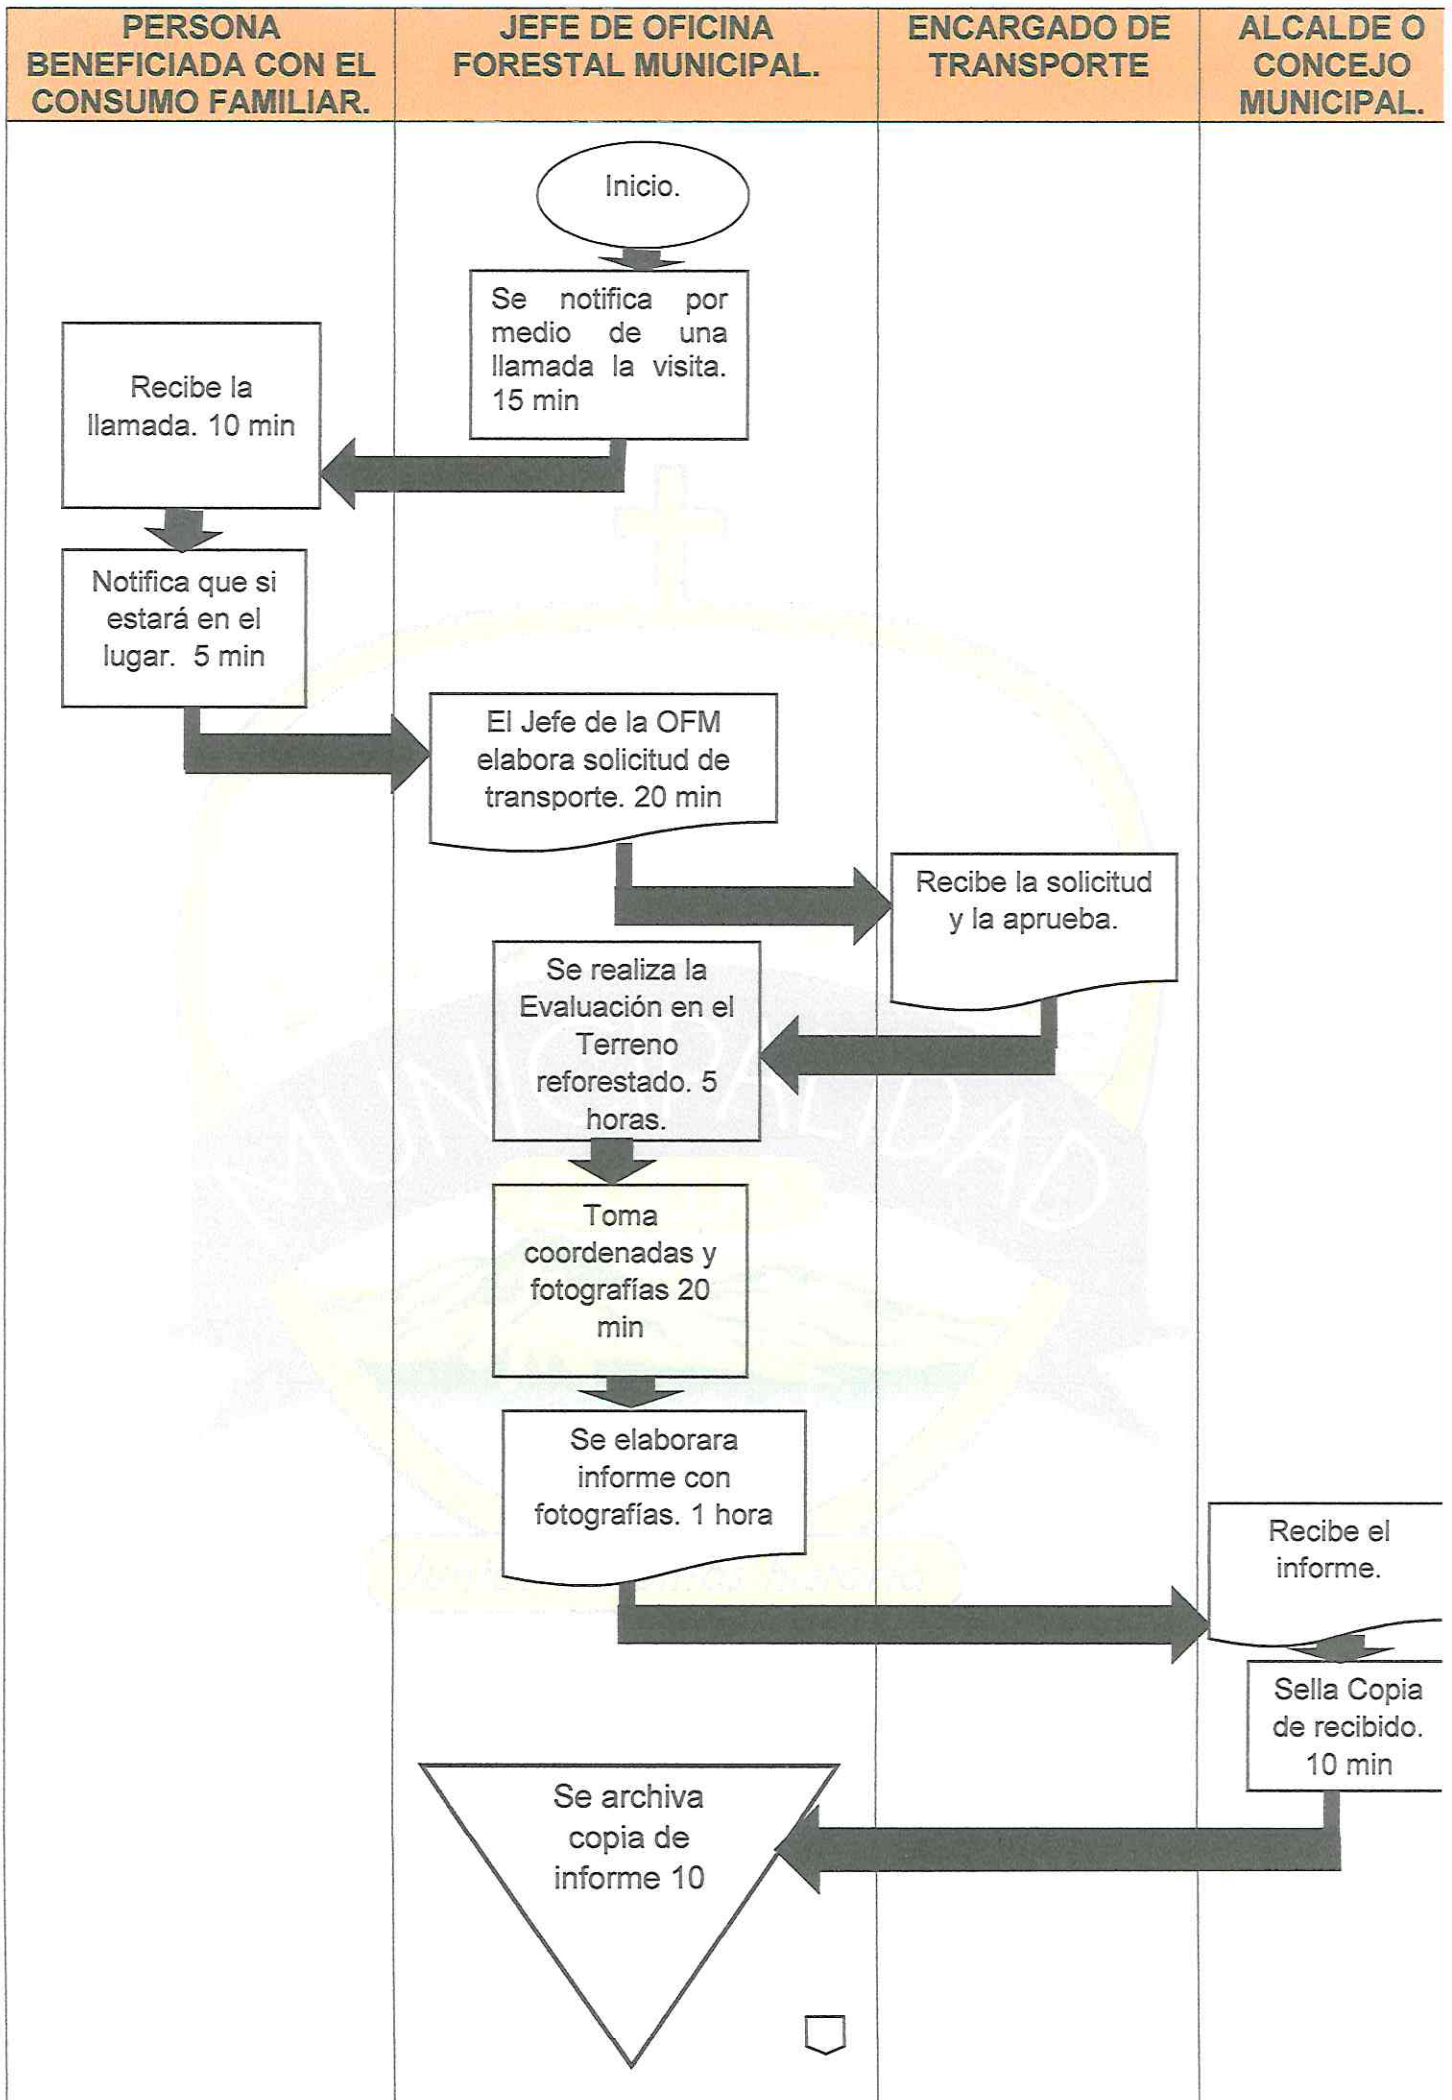 PERSONA
BENEFICIADA CON EL
CONSUMO FAMILIAR.
JEFE DE OFICINA
FORESTAL MUNICIPAL.
ENCARGADO DE
TRANSPORTE
ALCALDE O
CONCEJO
MUNICIPAL.
Inicio.
Se notifica por
medio de una
llamada la visita.
15 min
Recibe la
llamada. 10 min
Notifica que si
estará en el
lugar. 5 min
El Jefe de la OFM
elabora solicitud de
transporte. 20 min
Recibe la solicitud
y la aprueba.
Se realiza la
Evaluación en el
Terreno
reforestado. 5
horas.
MUNICIPALIDAD
Toma
coordenadas y
fotografías 20
min
Se elaborara
informe con
fotografías. 1 hora
Recibe el
informe.
Sella Copia
de recibido.
10 min
Se archiva
copia de
informe 10